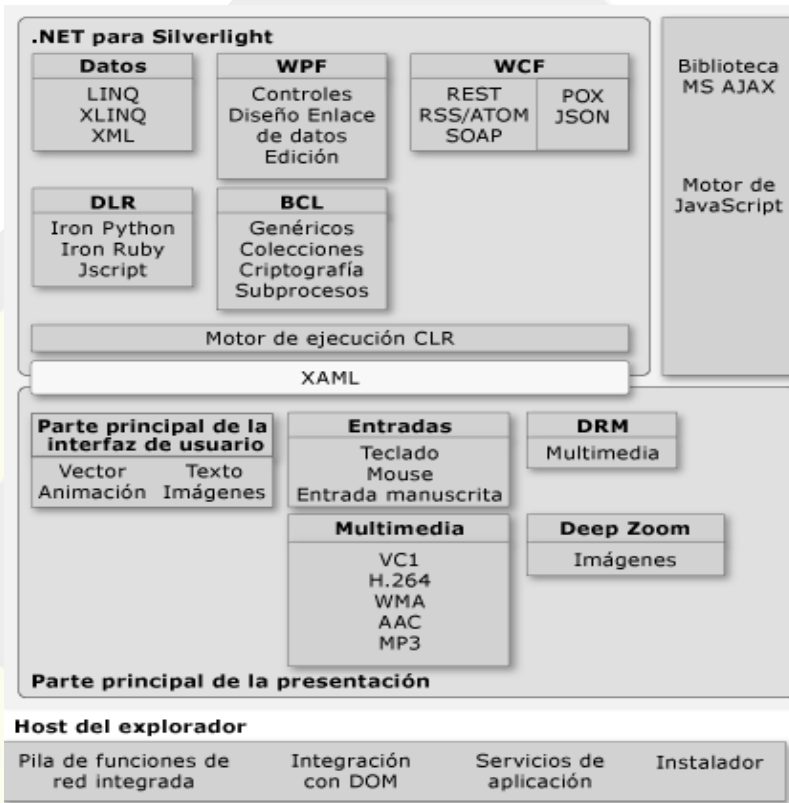 .NET para Silverlight
Datos
LINQ
XLINQ
XML
WPF
Controles
Diseño Enlace
de datos
Edición
WCF
REST
RSS/ATOM
SOAP
POX
JSON
Biblioteca
MS AJAX
Motor de
JavaScript
DLR
Iron Python
Iron Ruby
Jscript
BCL
Genéricos
Colecciones
Criptografía
Subprocesos
Motor de ejecución CLR
XAML
Parte principal de la
interfaz de usuario
Vector Texto
Animación Imágenes
Entradas
Teclado
Mouse
Entrada manuscrita
DRM
Multimedia
Multimedia
VC1
H.264
WMA
AAC
MP3
Deep Zoom
Imágenes
Parte principal de la presentación
Host del explorador
Pila de funciones de
red integrada
Integración
con DOM
Servicios de
aplicación
Instalador